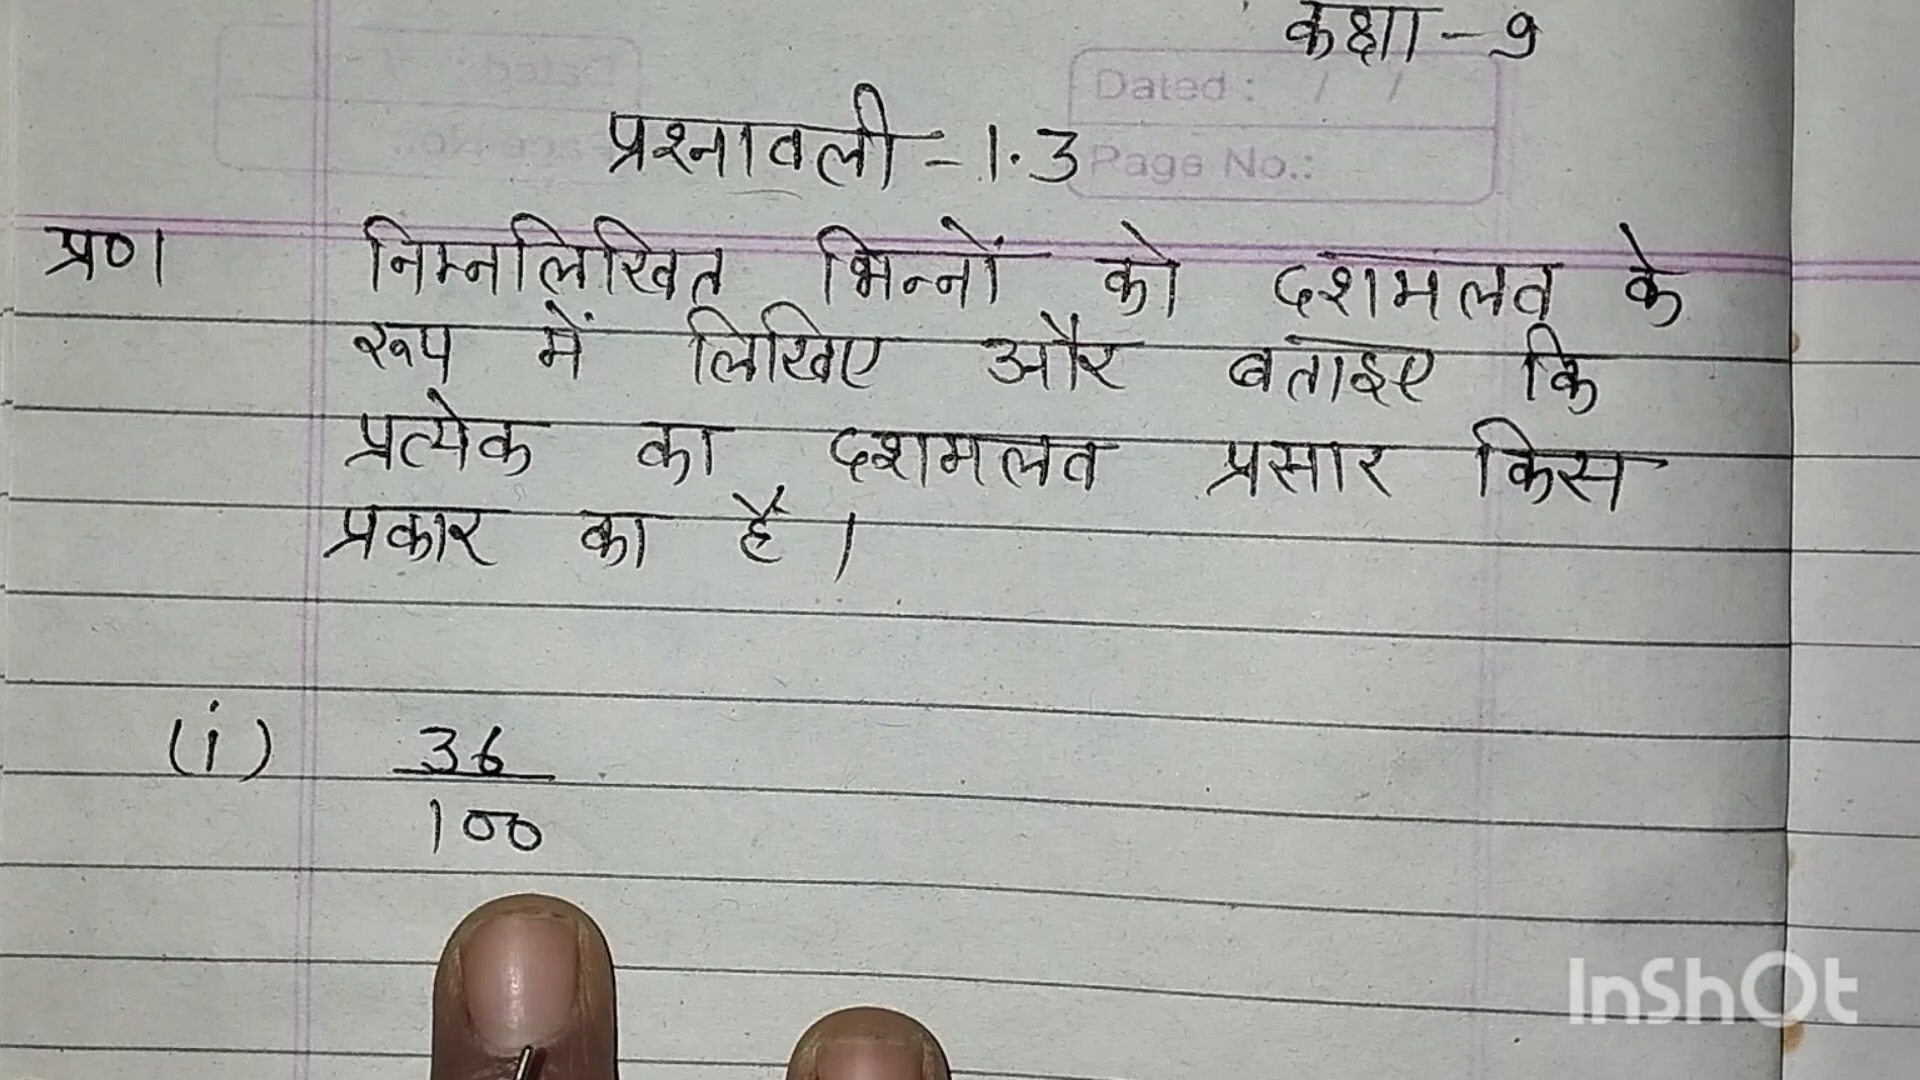 कक्षा - 9
Dated : / /
प्रश्नावली - 1.3
Page No.:
प्र०1 निम्नलिखित भिन्नों को दशमलव के
रूप में लिखिए और बताइए कि
प्रत्येक का दशमलव प्रसार किस
प्रकार का है ।
(i) 36
100
InShOt